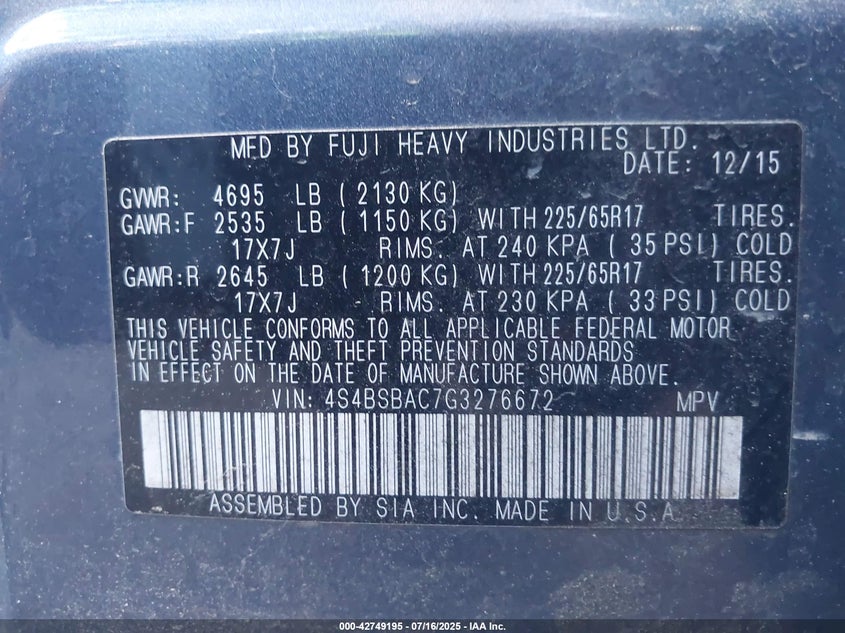 MFD BY FUJI HEAVY INDUSTRIES LTD.
DATE: 12/15
GVWR: 4695 LB ( 2130 KG)
GAWR:F 2535 LB ( 1150 KG) WITH 225/65R17 TIRES.
17X7J RIMS. AT 240 KPA ( 35 PSI) COLD
GAWR:R 2645 LB ( 1200 KG) WITH 225/65R17 TIRES.
17X7J RIMS. AT 230 KPA ( 33 PSI) COLD
THIS VEHICLE CONFORMS TO ALL APPLICABLE FEDERAL MOTOR
VEHICLE SAFETY AND THEFT PREVENTION STANDARDS
IN EFFECT ON THE DATE OF MANUFACTURE SHOWN ABOVE.
VIN: 4S4BSBAC7G3276672 MPV
ASSEMBLED BY SIA INC. MADE IN U.S.A
000-42749195 - 07/16/2025 - IAA Inc.